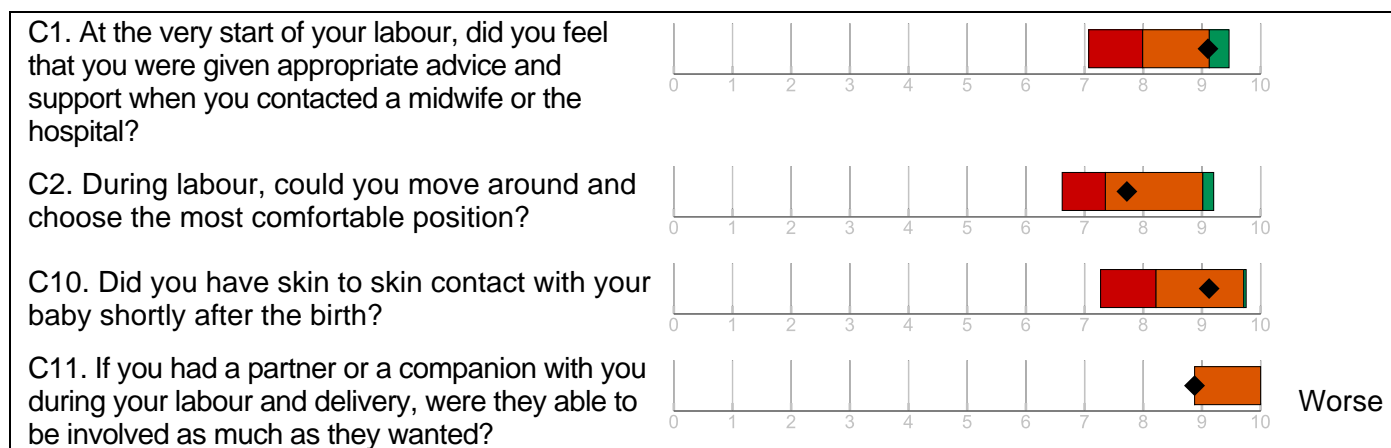 C1. At the very start of your labour, did you feel
that you were given appropriate advice and
support when you contacted a midwife or the
hospital?
0 1 2 3 4 5 6 7 8 9 10
C2. During labour, could you move around and
choose the most comfortable position?
0 1 2 3 4 5 6 7 8 9 10
C10. Did you have skin to skin contact with your
baby shortly after the birth?
0 1 2 3 4 5 6 7 8 9 10
C11. If you had a partner or a companion with you
during your labour and delivery, were they able to
be involved as much as they wanted?
0 1 2 3 4 5 6 7 8 9 10
Worse